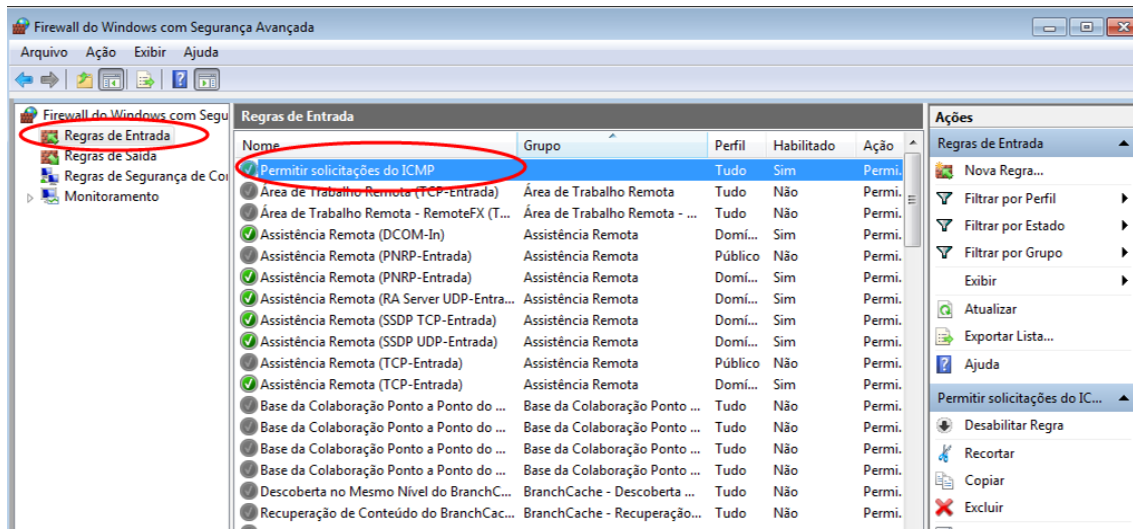 Firewall do Windows com Segurança Avançada
Arquivo Ação Exibir Ajuda
Firewall do Windows com Segu
Regras de Entrada
Regras de Saída
Regras de Segurança de Co
Monitoramento
Regras de Entrada
Nome Grupo Perfil Habilitado Ação
Permitir solicitações do ICMP Tudo Sim Permi.
Área de Trabalho Remota (TCP-Entrada) Área de Trabalho Remota Tudo Não Permi.
Área de Trabalho Remota - RemoteFX (T... Área de Trabalho Remota - ... Tudo Não Permi.
Assistência Remota (DCOM-In) Assistência Remota Domí... Sim Permi.
Assistência Remota (PNRP-Entrada) Assistência Remota Público Não Permi.
Assistência Remota (PNRP-Entrada) Assistência Remota Domí... Sim Permi.
Assistência Remota (RA Server UDP-Entra... Assistência Remota Domí... Sim Permi.
Assistência Remota (SSDP TCP-Entrada) Assistência Remota Domí... Sim Permi.
Assistência Remota (SSDP UDP-Entrada) Assistência Remota Domí... Sim Permi.
Assistência Remota (TCP-Entrada) Assistência Remota Público Não Permi.
Assistência Remota (TCP-Entrada) Assistência Remota Domí... Sim Permi.
Base da Colaboração Ponto a Ponto do ... Base da Colaboração Ponto ... Tudo Não Permi.
Base da Colaboração Ponto a Ponto do ... Base da Colaboração Ponto ... Tudo Não Permi.
Base da Colaboração Ponto a Ponto do ... Base da Colaboração Ponto ... Tudo Não Permi.
Base da Colaboração Ponto a Ponto do ... Base da Colaboração Ponto ... Tudo Não Permi.
Descoberta no Mesmo Nível do BranchC... BranchCache - Descoberta ... Tudo Não Permi.
Recuperação de Conteúdo do BranchCac... BranchCache - Recuperação... Tudo Não Permi.
Ações
Regras de Entrada
Nova Regra...
Filtrar por Perfil
Filtrar por Estado
Filtrar por Grupo
Exibir
Atualizar
Exportar Lista...
Ajuda
Permitir solicitações do IC...
Desabilitar Regra
Recortar
Copiar
Excluir